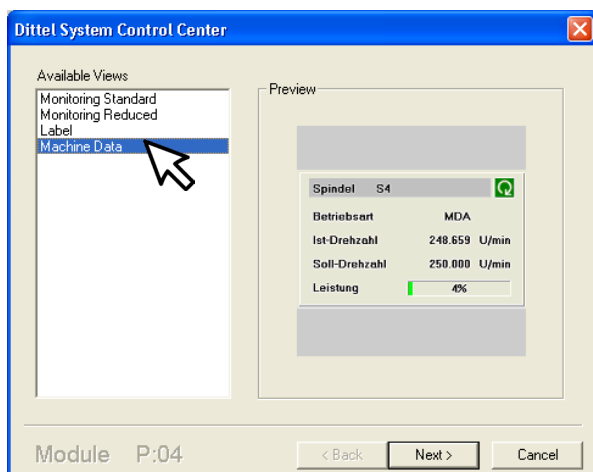 Dittel System Control Center
Available Views
Monitoring Standard
Monitoring Reduced
Label
Machine Data
Preview
Spindel S4
Betriebsart MDA
Ist-Drehzahl 248.659 U/min
Soll-Drehzahl 250.000 U/min
Leistung 4%
Module P:04
< Back Next > Cancel